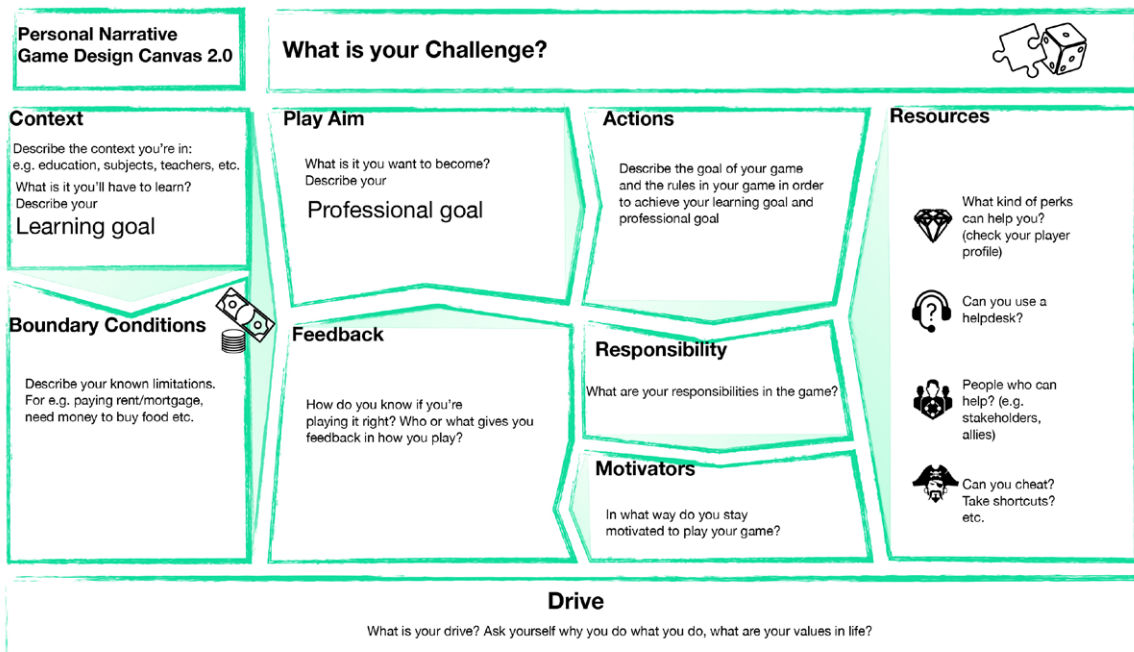 Personal Narrative
Game Design Canvas 2.0
What is your Challenge?
Context
Describe the context you're in:
e.g. education, subjects, teachers, etc.
What is it you'll have to learn?
Describe your
Learning goal
Play Aim
What is it you want to become?
Describe your
Professional goal
Actions
Describe the goal of your game
and the rules in your game in order
to achieve your learning goal and
professional goal
Resources
What kind of perks
can help you?
(check your player
profile)
Can you use a
helpdesk?
People who can
help? (e.g.
stakeholders,
allies)
Can you cheat?
Take shortcuts?
etc.
Boundary Conditions
Describe your known limitations.
For e.g. paying rent/mortgage,
need money to buy food etc.
Feedback
How do you know if you're
playing it right? Who or what gives you
feedback in how you play?
Responsibility
What are your responsibilities in the game?
Motivators
In what way do you stay
motivated to play your game?
Drive
What is your drive? Ask yourself why you do what you do, what are your values in life?